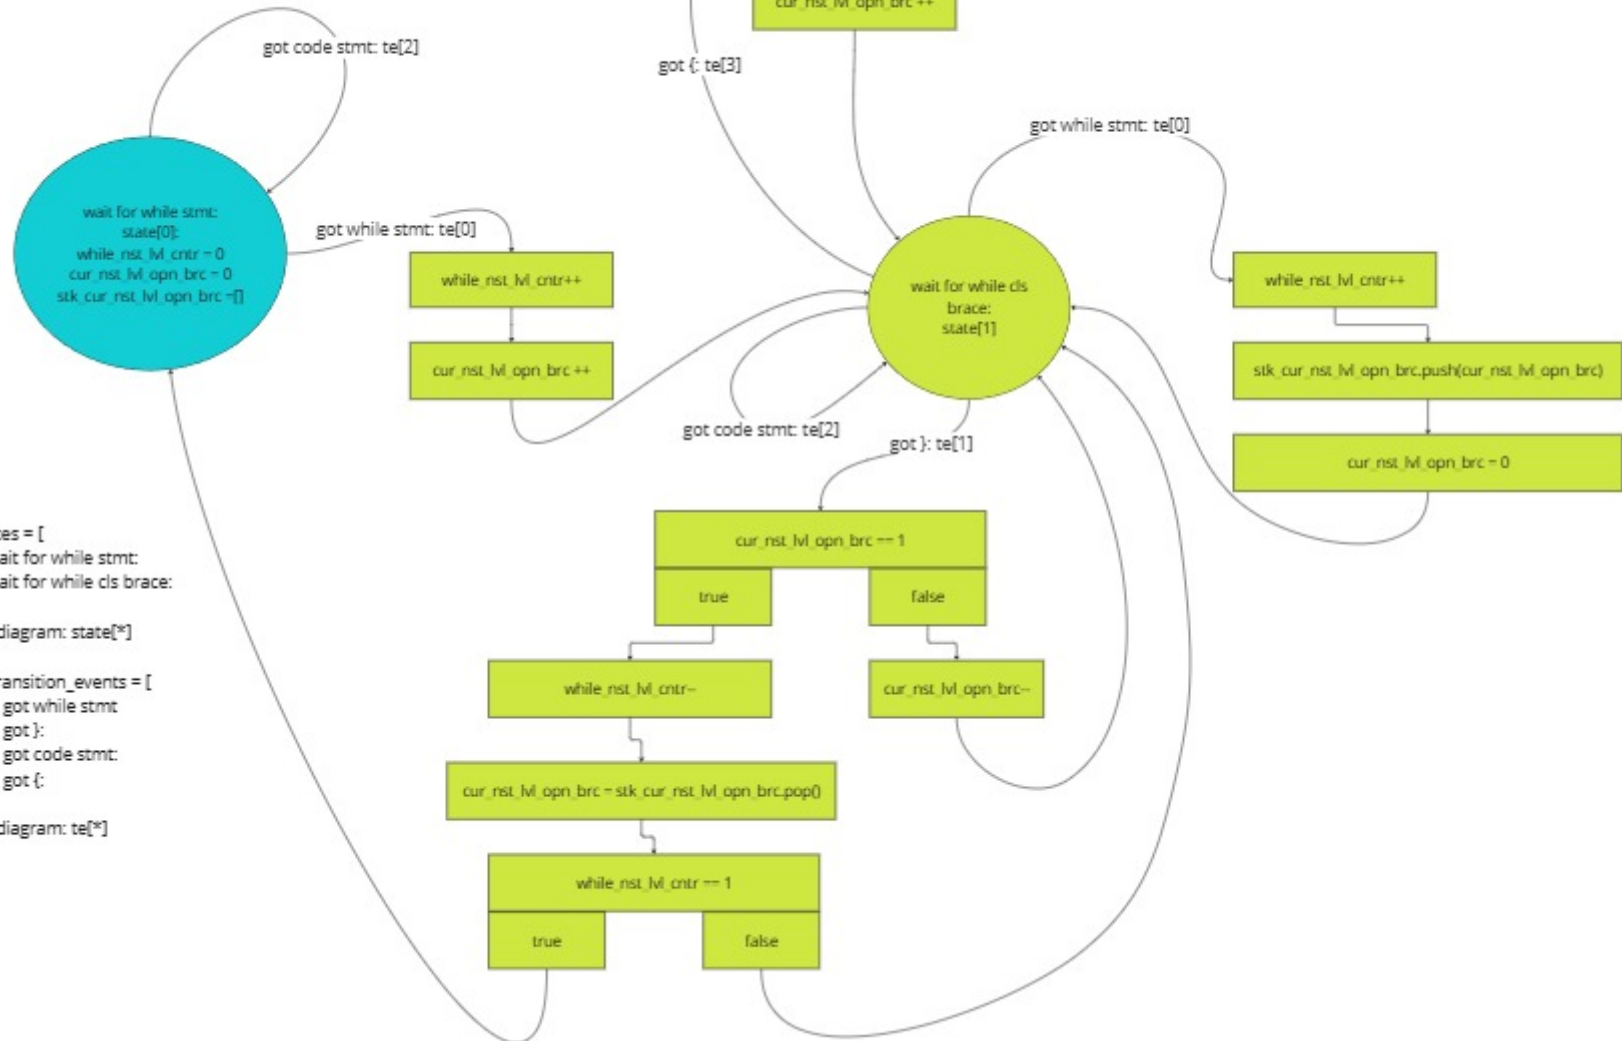 cur_nst_lvl_opn_brc ++
got code stmt: te[2]
got {: te[3]
got while stmt: te[0]
wait for while stmt:
state[0]:
while_nst_lvl_cntr = 0
cur_nst_lvl_opn_brc = 0
stk_cur_nst_lvl_opn_brc =[]
got while stmt: te[0]
while_nst_lvl_cntr++
cur_nst_lvl_opn_brc ++
wait for while cls
brace:
state[1]
while_nst_lvl_cntr++
stk_cur_nst_lvl_opn_brc.push(cur_nst_lvl_opn_brc)
cur_nst_lvl_opn_brc = 0
got code stmt: te[2]
got }: te[1]
cur_nst_lvl_opn_brc == 1
true
false
while_nst_lvl_cntr--
cur_nst_lvl_opn_brc--
cur_nst_lvl_opn_brc = stk_cur_nst_lvl_opn_brc.pop()
while_nst_lvl_cntr == 1
true
false
es = [
ait for while stmt:
ait for while cls brace:
diagram: state[*]
ransition_events = [
got while stmt
got }:
got code stmt:
got {:
diagram: te[*]